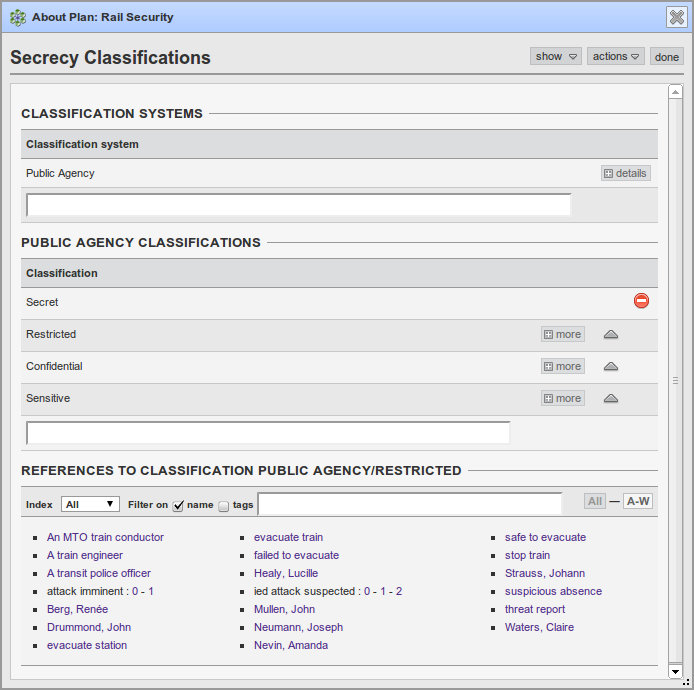 About Plan: Rail Security
Secrecy Classifications
show actions done
CLASSIFICATION SYSTEMS
Classification system
Public Agency details
PUBLIC AGENCY CLASSIFICATIONS
Classification
Secret
Restricted more
Confidential more
Sensitive more
REFERENCES TO CLASSIFICATION PUBLIC AGENCY/RESTRICTED
Index All Filter on name tags All — A-W
An MTO train conductor
A train engineer
A transit police officer
attack imminent : 0 - 1
Berg, Renée
Drummond, John
evacuate station
evacuate train
failed to evacuate
Healy, Lucille
ied attack suspected : 0 - 1 - 2
Mullen, John
Neumann, Joseph
Nevin, Amanda
safe to evacuate
stop train
Strauss, Johann
suspicious absence
threat report
Waters, Claire